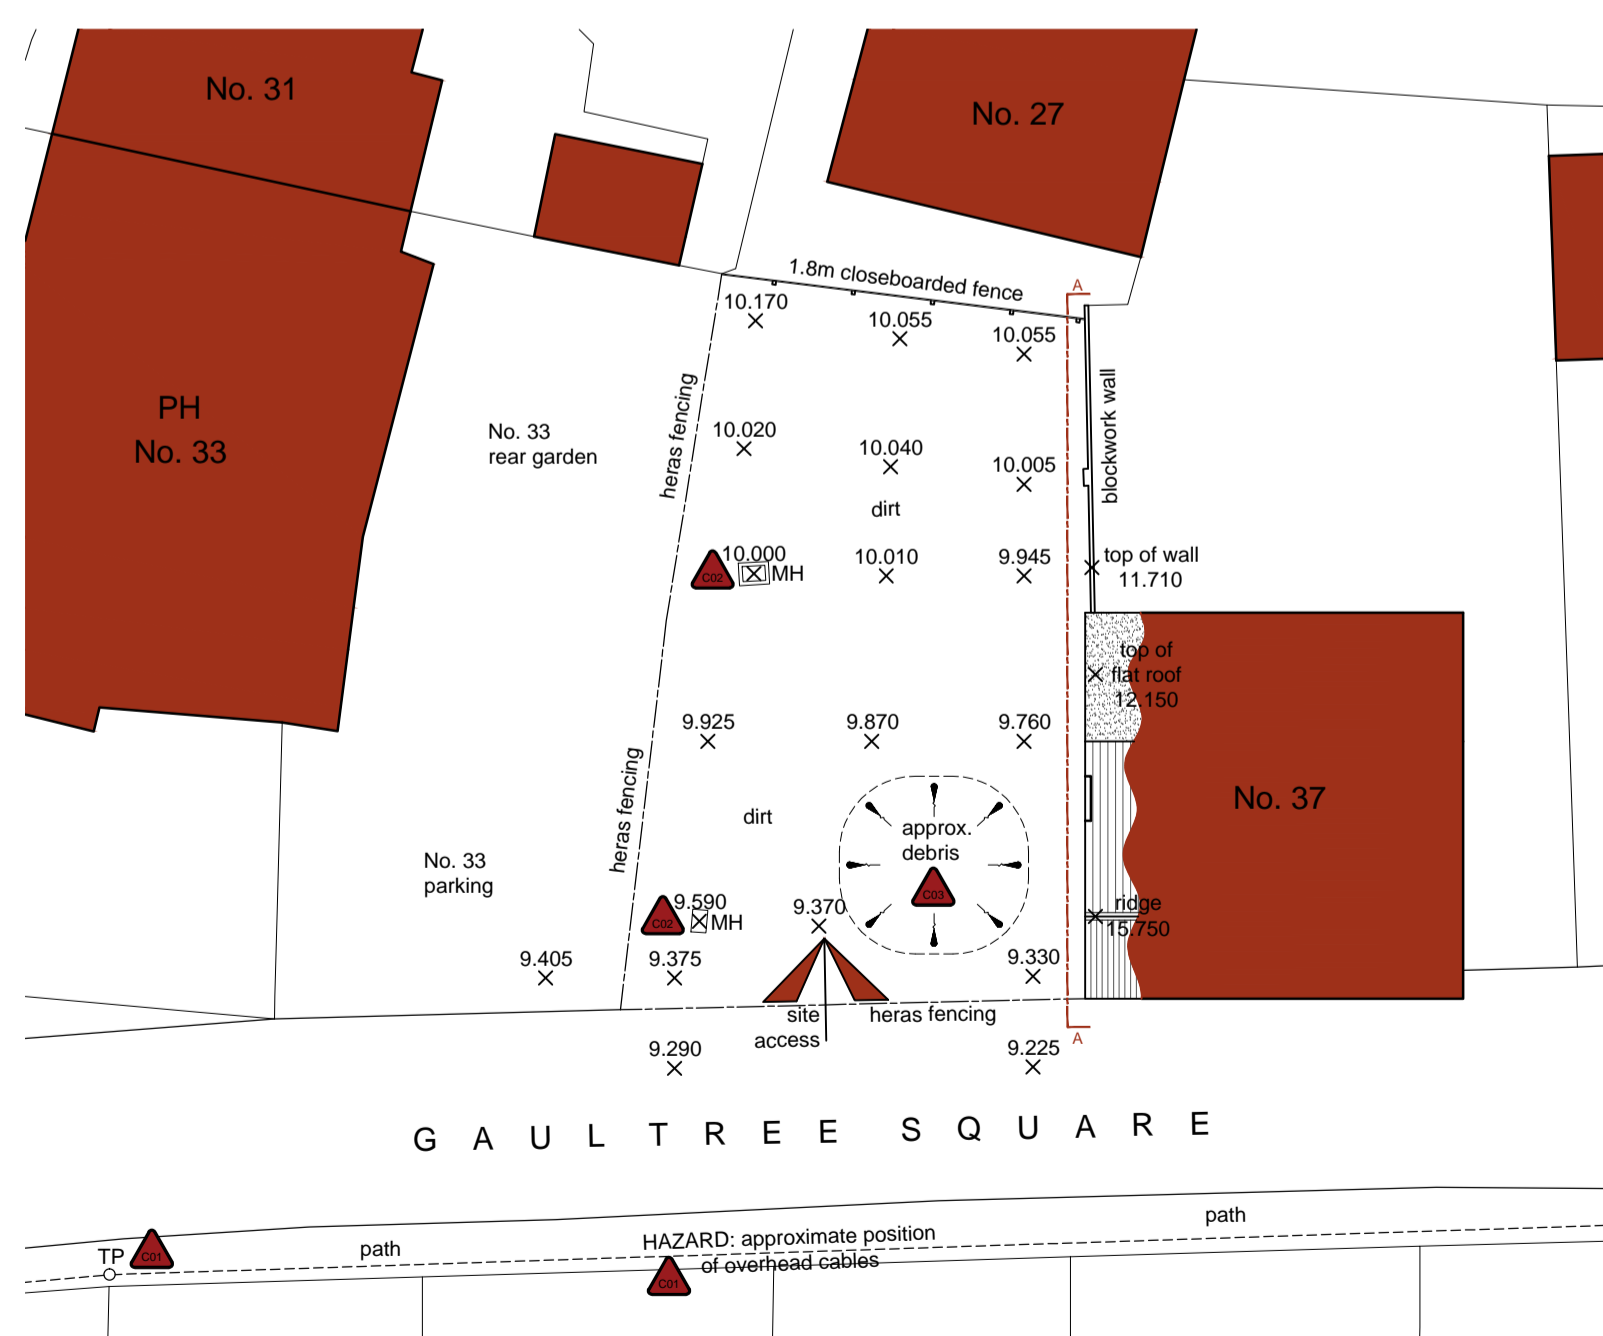 No. 31
No. 27
1.8m closeboarded fence
A
10.170
10.055
10.055
PH
No. 33
No. 33
rear garden
heras fencing
10.020
10.040
10.005
blockwork wall
dirt
10.000
C02
MH
10.010
9.945
top of wall
11.710
top of
flat roof
12.150
9.925
9.870
9.760
heras fencing
dirt
approx.
debris
C03
No. 37
No. 33
parking
9.590
C02
MH
9.370
ridge
15.750
9.405
9.375
9.330
site
access
heras fencing
A
9.290
9.225
GAULTREE SQUARE
path
HAZARD: approximate position
of overhead cables
path
TP
C01
C01